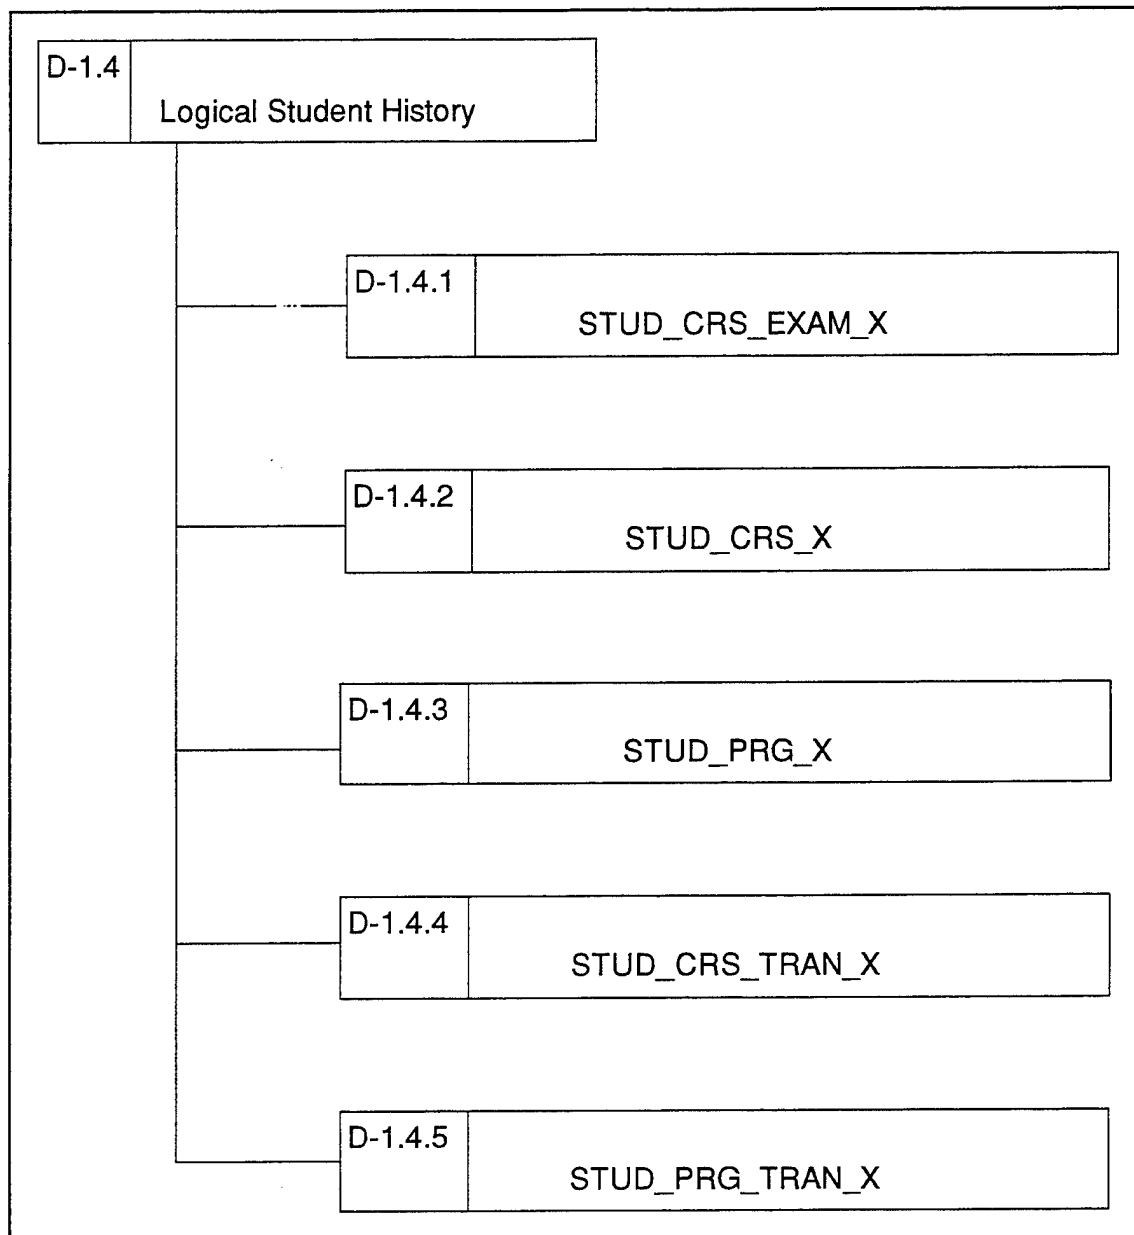 D-1.4
Logical Student History
D-1.4.1
STUD_CRS_EXAM_X
D-1.4.2
STUD_CRS_X
D-1.4.3
STUD_PRG_X
D-1.4.4
STUD_CRS_TRAN_X
D-1.4.5
STUD_PRG_TRAN_X